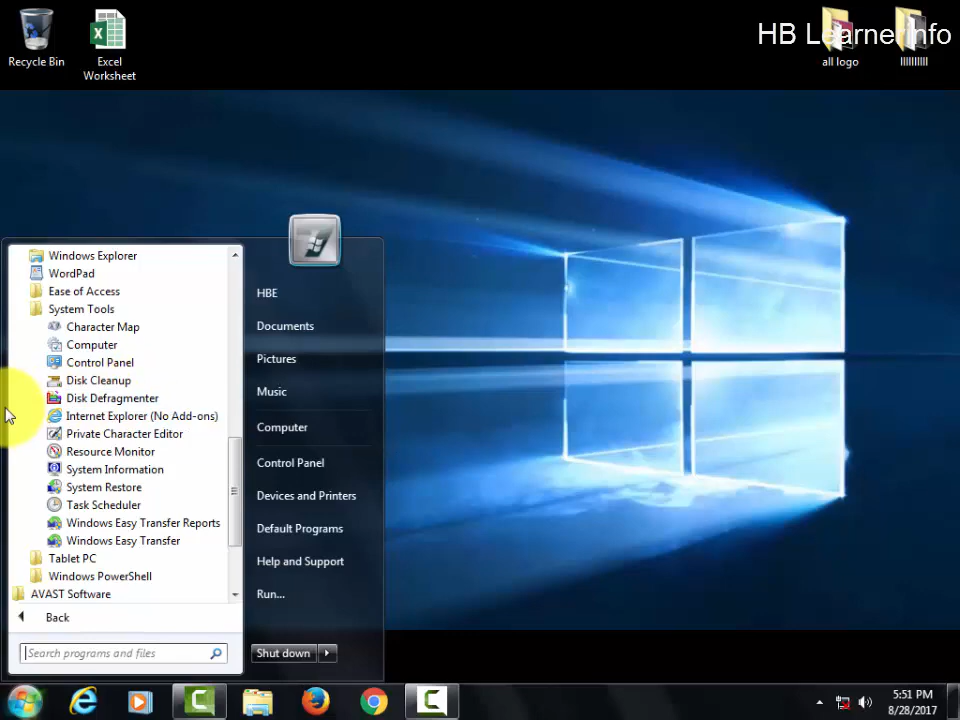 HB Learner info
Recycle Bin
Excel
Worksheet
all logo
llllllllll
Windows Explorer
WordPad
Ease of Access
System Tools
Character Map
Computer
Control Panel
Disk Cleanup
Disk Defragmenter
Internet Explorer (No Add-ons)
Private Character Editor
Resource Monitor
System Information
System Restore
Task Scheduler
Windows Easy Transfer Reports
Windows Easy Transfer
Tablet PC
Windows PowerShell
AVAST Software
Back
Search programs and files
HBE
Documents
Pictures
Music
Computer
Control Panel
Devices and Printers
Default Programs
Help and Support
Run...
Shut down
5:51 PM
8/28/2017